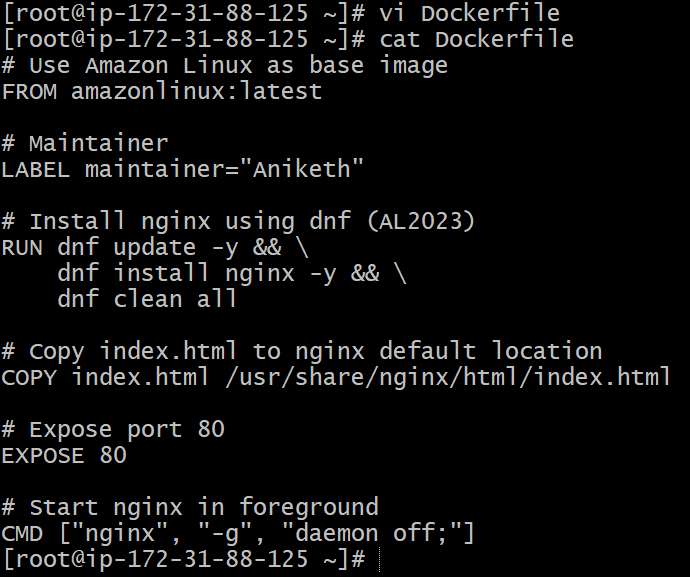 [root@ip-172-31-88-125 ~]# vi Dockerfile
[root@ip-172-31-88-125 ~]# cat Dockerfile
# Use Amazon Linux as base image
FROM amazonlinux:latest

# Maintainer
LABEL maintainer="Aniketh"

# Install nginx using dnf (AL2023)
RUN dnf update -y && \
    dnf install nginx -y && \
    dnf clean all

# Copy index.html to nginx default location
COPY index.html /usr/share/nginx/html/index.html

# Expose port 80
EXPOSE 80

# Start nginx in foreground
CMD ["nginx", "-g", "daemon off;"]
[root@ip-172-31-88-125 ~]#